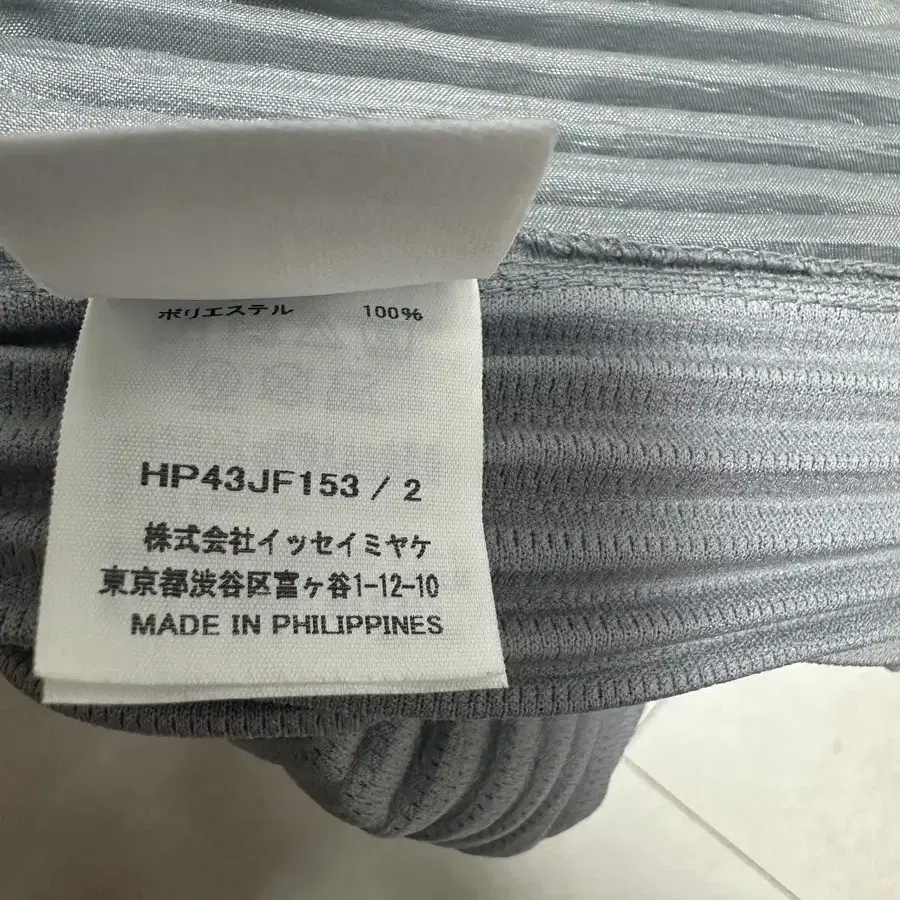 ポリエステル 100%
HP43JF153 / 2
株式会社イッセイミヤケ
東京都渋谷区富ヶ谷1-12-10
MADE IN PHILIPPINES